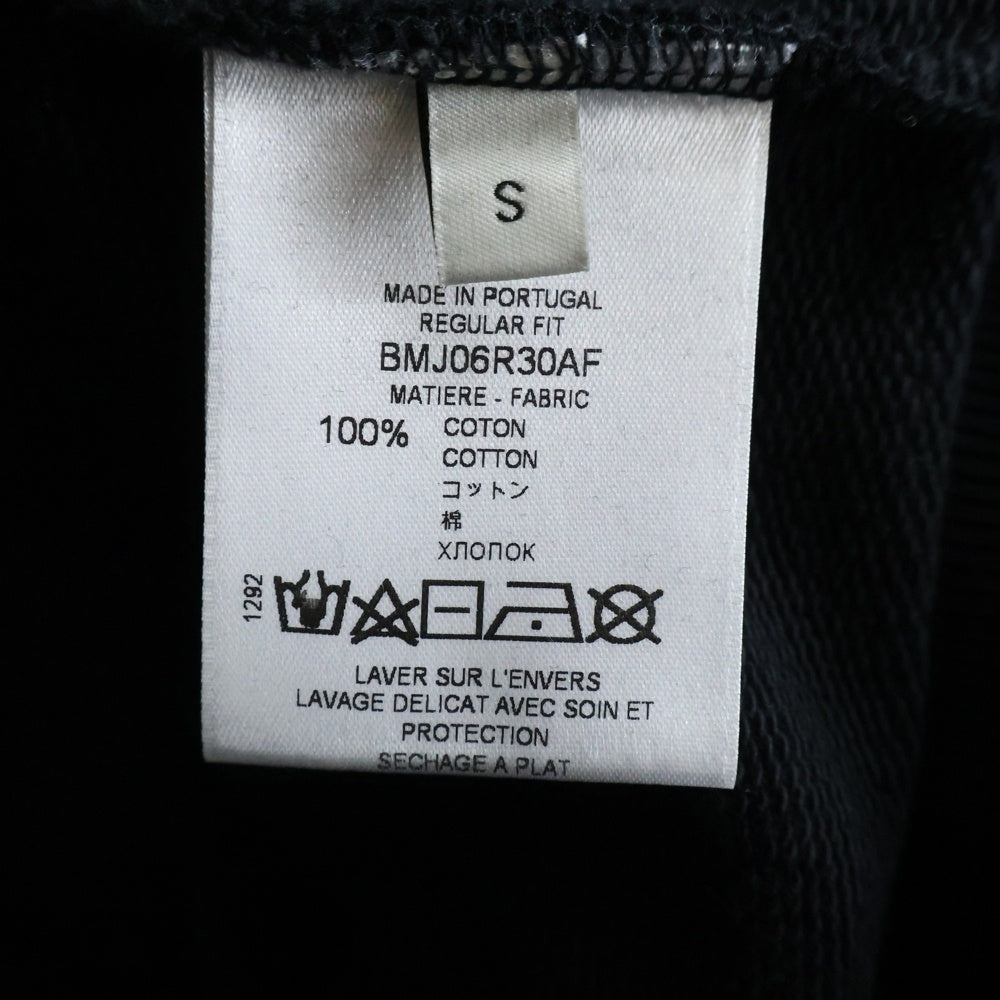 S
MADE IN PORTUGAL
REGULAR FIT
BMJ06R30AF
MATIERE - FABRIC
100% COTON
COTTON
コットン
棉
ХЛОПОК
1292
LAVER SUR L'ENVERS
LAVAGE DELICAT AVEC SOIN ET
PROTECTION
SECHAGE A PLAT